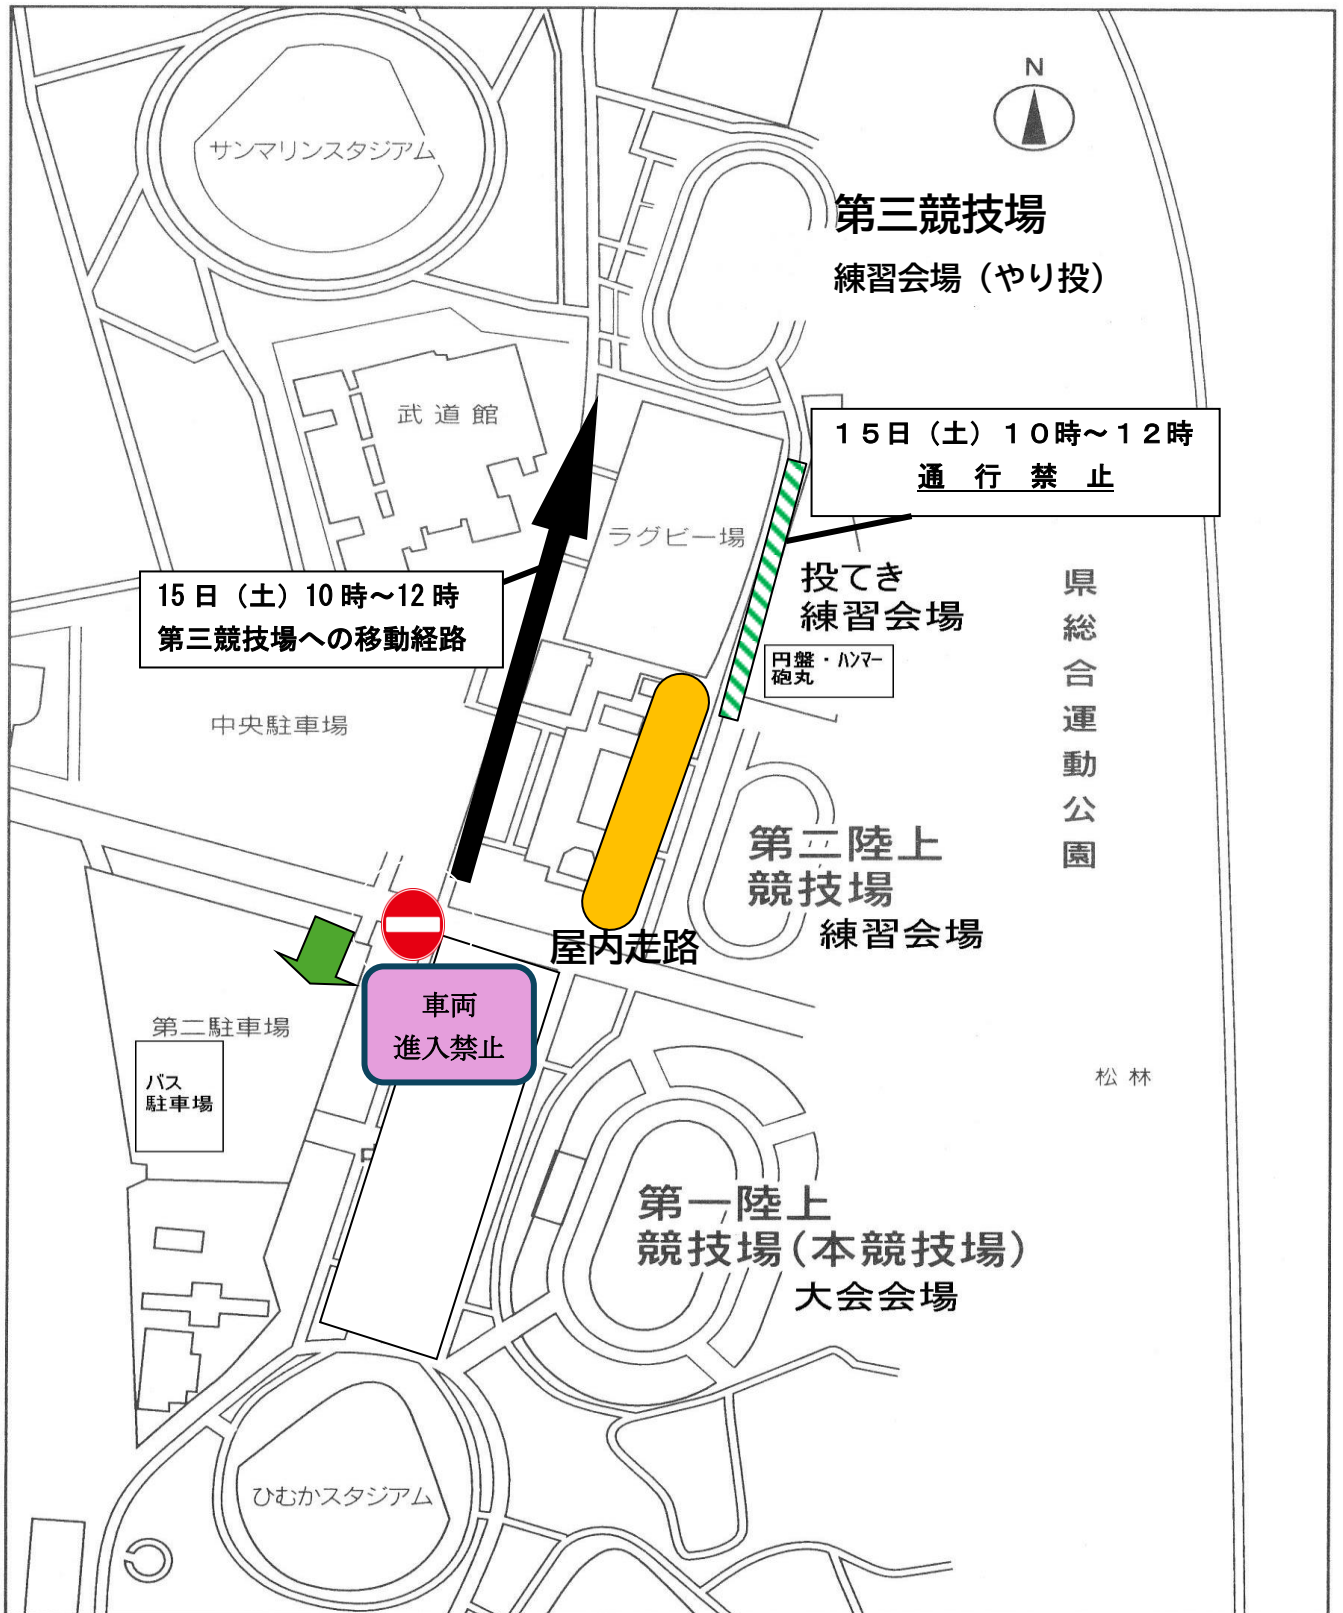 N
サンマリンスタジアム
第三競技場
練習会場（やり投）
武道館
１５日（土）１０時～１２時
通　行　禁　止
ラグビー場
投てき
練習会場
円盤・ﾊﾝﾏｰ
砲丸
15日（土）10時～12時
第三競技場への移動経路
県総合運動公園
中央駐車場
第二陸上
競技場
練習会場
屋内走路
車両
進入禁止
第二駐車場
バス
駐車場
松林
第一陸上
競技場（本競技場）
大会会場
ひむかスタジアム